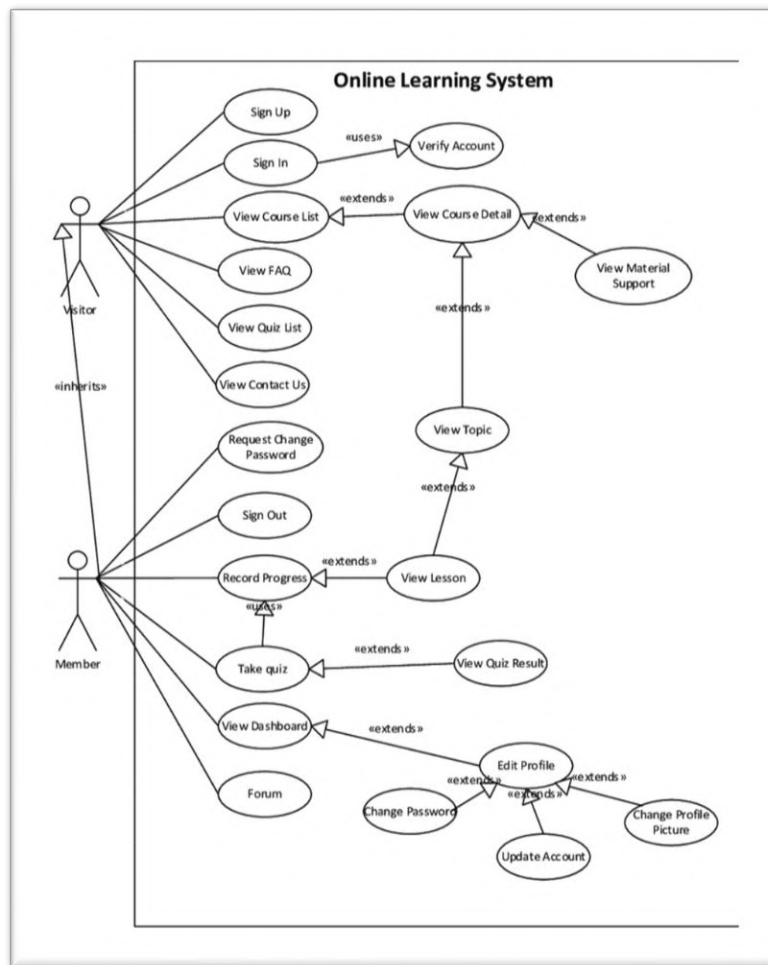 Online Learning System
Sign Up
«uses»
Verify Account
Sign In
«extends»
View Course List
View Course Detail
«extends»
View Material
Support
View FAQ
«extends»
Visitor
View Quiz List
«inherits»
View Contact Us
Request Change
Password
View Topic
«extends»
Sign Out
«extends»
Record Progress
View Lesson
«uses»
«extends»
Take quiz
View Quiz Result
Member
View Dashboard
«extends»
Edit Profile
«extends»
«extends»
«extends»
Forum
Change Password
Change Profile
Picture
Update Account